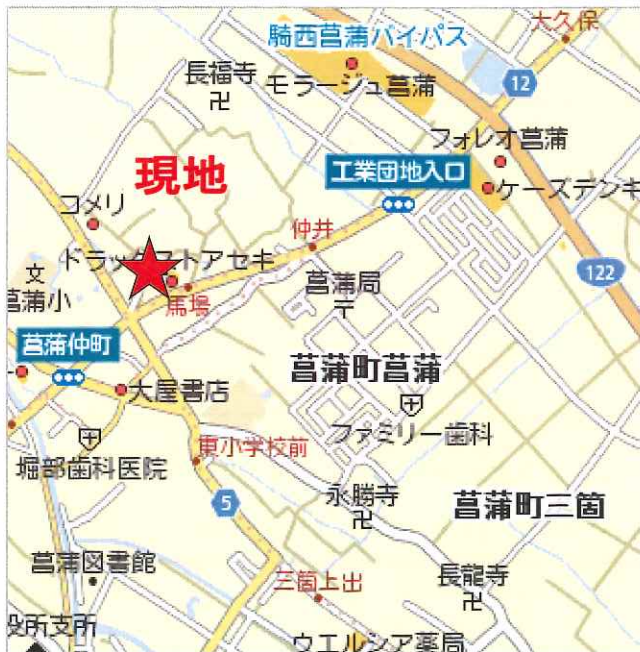 大久保
騎西菖蒲バイパス
長福寺
モラージュ菖蒲
12
フォレオ菖蒲
現地
工業団地入口
ケーズデンキ
コメリ
仲井
ドラッグストアセキ
122
文
菖蒲小
馬場
菖蒲局
菖蒲仲町
菖蒲町菖蒲
大屋書店
ファミリー歯科
堀部歯科医院
東小学校前
5
永勝寺
菖蒲町三箇
菖蒲図書館
三箇上出
長龍寺
役所支所
ウエルシア薬局